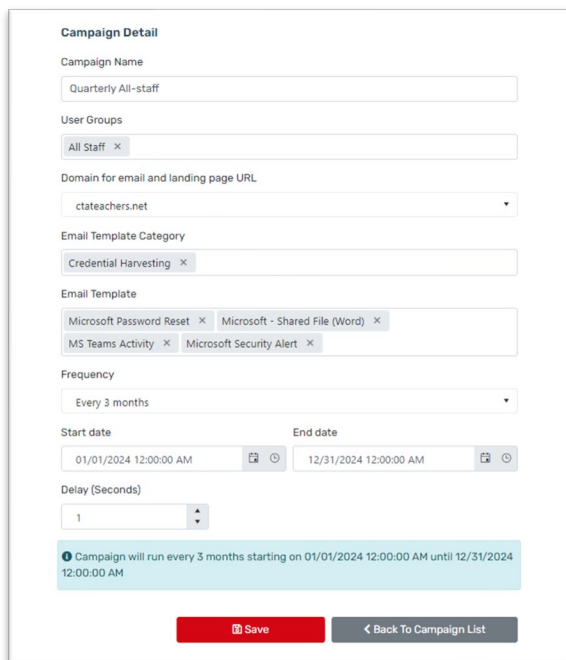 Campaign Detail
Campaign Name
Quarterly All-staff
User Groups
All Staff ×
Domain for email and landing page URL
ctateachers.net
Email Template Category
Credential Harvesting ×
Email Template
Microsoft Password Reset × Microsoft - Shared File (Word) ×
MS Teams Activity × Microsoft Security Alert ×
Frequency
Every 3 months
Start date End date
01/01/2024 12:00:00 AM 12/31/2024 12:00:00 AM
Delay (Seconds)
1
Campaign will run every 3 months starting on 01/01/2024 12:00:00 AM until 12/31/2024
12:00:00 AM
Save Back To Campaign List